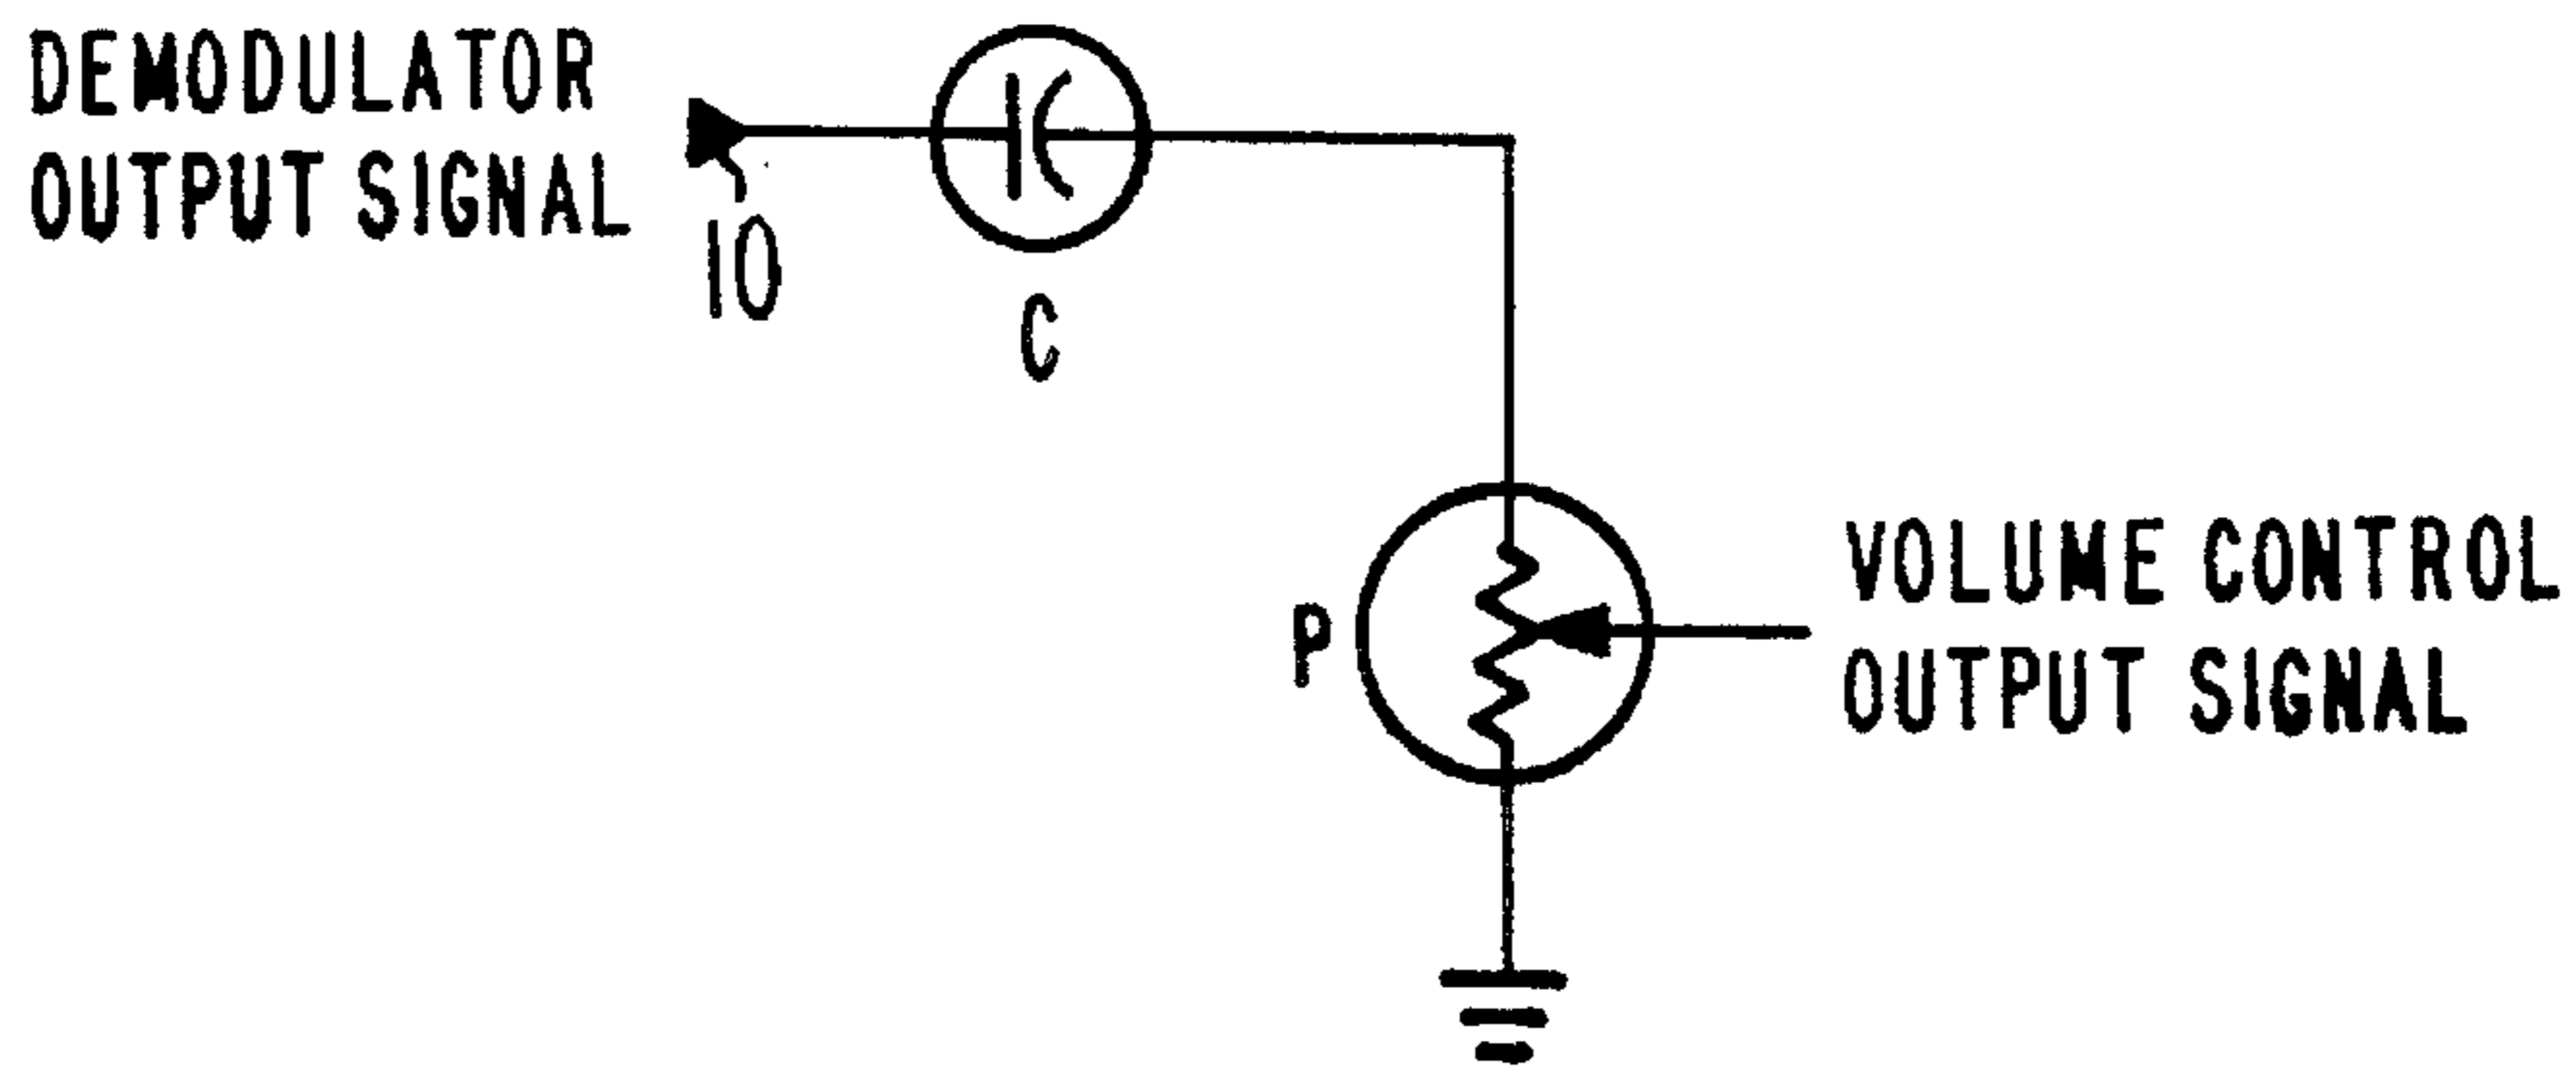 DEMODULATOR
OUTPUT SIGNAL
10
C
P
VOLUME CONTROL
OUTPUT SIGNAL